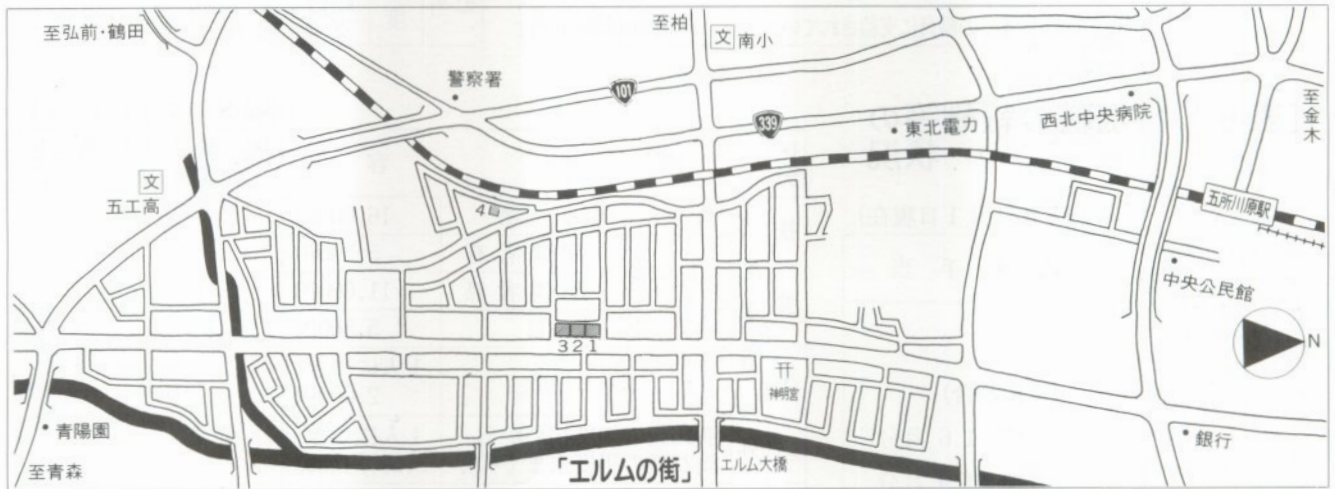 至弘前・鶴田
至柏
文 南小
警察署
101
339
東北電力
西北中央病院
至金木
文
五工高
4号
五所川原駅
中央公民館
N
3 2 1
神明宮
青陽園
至青森
「エルムの街」
エルム大橋
銀行